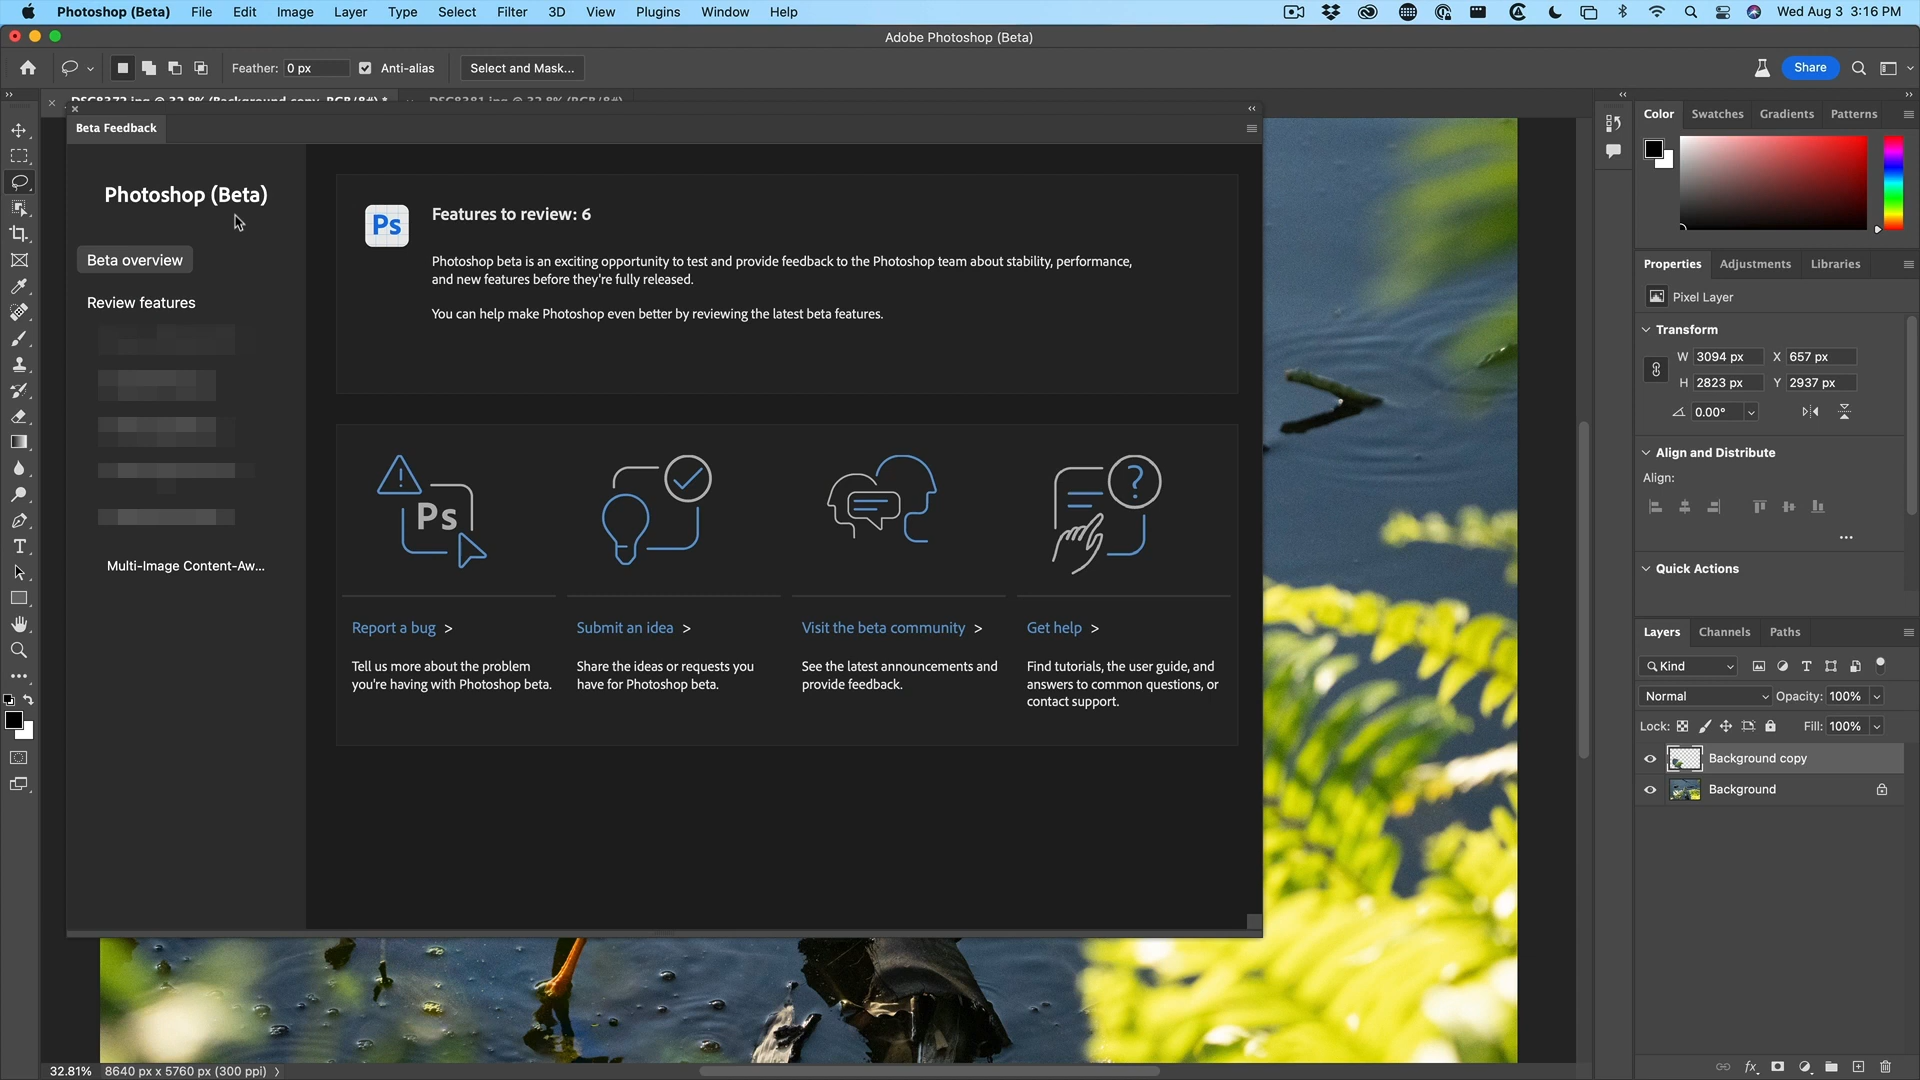 Photoshop (Beta) File Edit Image Layer Type Select Filter 3D View Plugins Window Help Wed Aug 3 3:16 PM
Adobe Photoshop (Beta)
Feather: 0 px Anti-alias Select and Mask... Share
Beta Feedback
Photoshop (Beta)
Beta overview
Review features
Multi-Image Content-Aw...
Ps
Features to review: 6
Photoshop beta is an exciting opportunity to test and provide feedback to the Photoshop team about stability, performance,
and new features before they're fully released.
You can help make Photoshop even better by reviewing the latest beta features.
Ps
Report a bug >
Tell us more about the problem
you're having with Photoshop beta.
Submit an idea >
Share the ideas or requests you
have for Photoshop beta.
Visit the beta community >
See the latest announcements and
provide feedback.
Get help >
Find tutorials, the user guide, and
answers to common questions, or
contact support.
Color Swatches Gradients Patterns
Properties Adjustments Libraries
Pixel Layer
Transform
W 3094 px X 657 px
H 2823 px Y 2937 px
0.00°
Align and Distribute
Align:
Quick Actions
Layers Channels Paths
Kind
Normal Opacity: 100%
Lock: Fill: 100%
Background copy
Background
32.81% 8640 px x 5760 px (300 ppi)